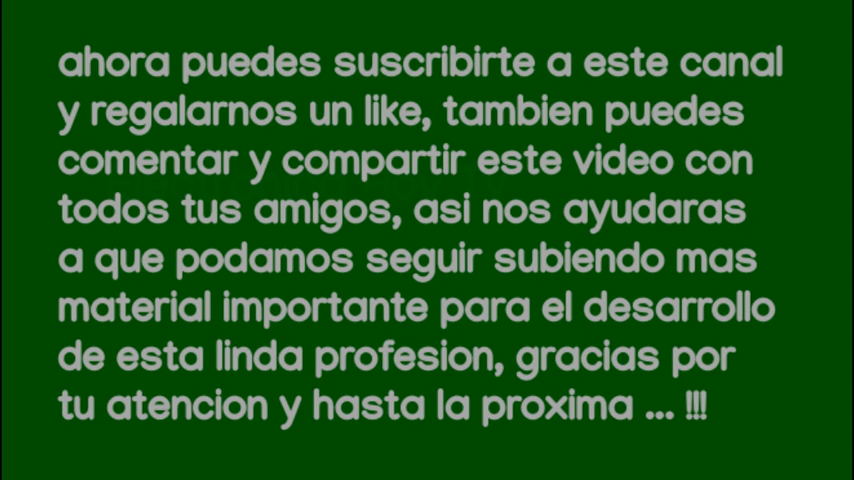 ahora puedes suscribirte a este canal
y regalarnos un like, tambien puedes
comentar y compartir este video con
todos tus amigos, asi nos ayudaras
a que podamos seguir subiendo mas
material importante para el desarrollo
de esta linda profesion, gracias por
tu atencion y hasta la proxima ... !!!